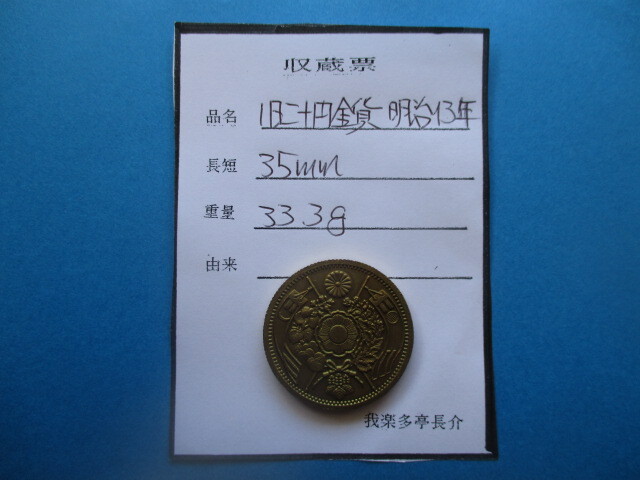 収蔵票
品名 旧二十円金貨 明治13年
長短 35mm
重量 33.3g
由来
我楽多亭長介